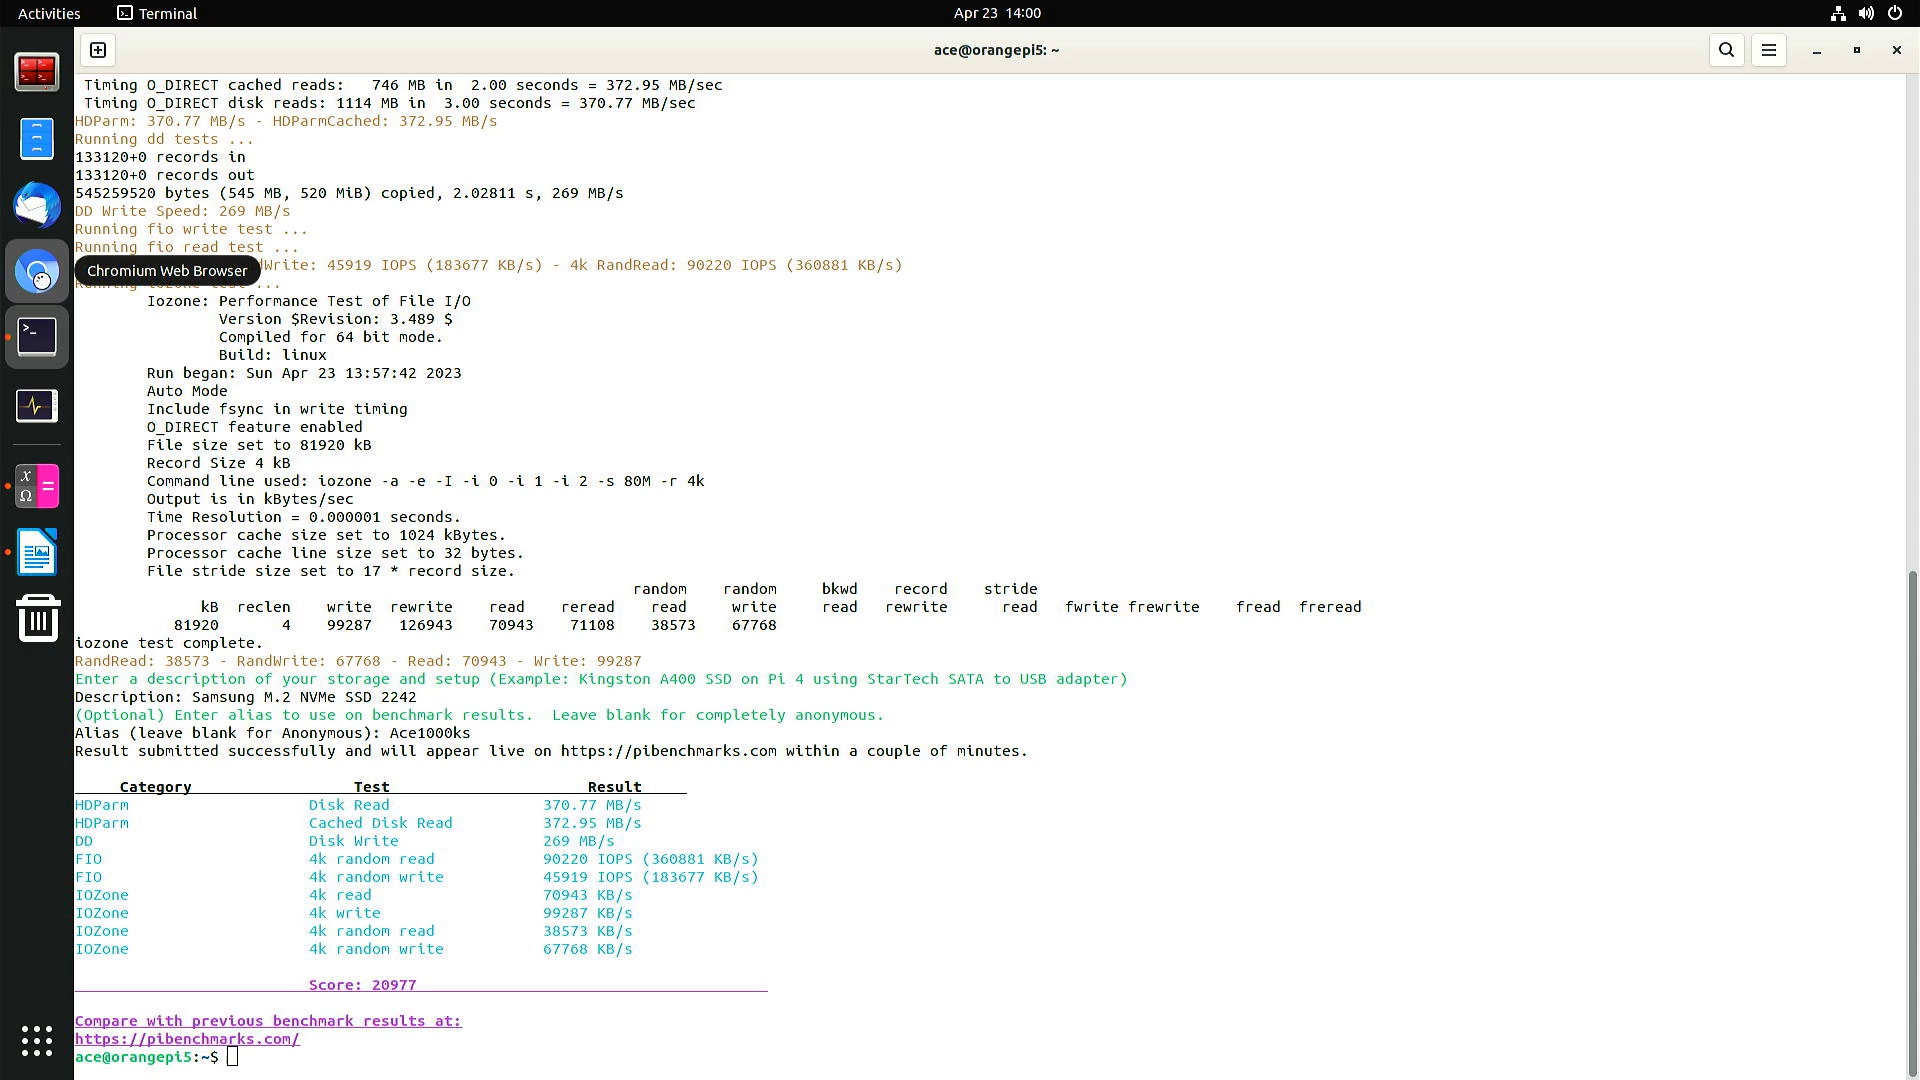 Activities Terminal Apr 23 14:00
ace@orangepi5: ~
Timing O_DIRECT cached reads: 746 MB in 2.00 seconds = 372.95 MB/sec
Timing O_DIRECT disk reads: 1114 MB in 3.00 seconds = 370.77 MB/sec
HDParm: 370.77 MB/s - HDParmCached: 372.95 MB/s
Running dd tests ...
133120+0 records in
133120+0 records out
545259520 bytes (545 MB, 520 MiB) copied, 2.02811 s, 269 MB/s
DD Write Speed: 269 MB/s
Running fio write test ...
Running fio read test ...
Chromium Web Browser
Write: 45919 IOPS (183677 KB/s) - 4k RandRead: 90220 IOPS (360881 KB/s)
Iozone: Performance Test of File I/O
Version $Revision: 3.489 $
Compiled for 64 bit mode.
Build: linux
Run began: Sun Apr 23 13:57:42 2023
Auto Mode
Include fsync in write timing
O_DIRECT feature enabled
File size set to 81920 kB
Record Size 4 kB
Command line used: iozone -a -e -I -i 0 -i 1 -i 2 -s 80M -r 4k
Output is in kBytes/sec
Time Resolution = 0.000001 seconds.
Processor cache size set to 1024 kBytes.
Processor cache line size set to 32 bytes.
File stride size set to 17 * record size.
random random bkwd record stride
kB reclen write rewrite read reread read write read rewrite read fwrite frewrite fread freread
81920 4 99287 126943 70943 71108 38573 67768
iozone test complete.
RandRead: 38573 - RandWrite: 67768 - Read: 70943 - Write: 99287
Enter a description of your storage and setup (Example: Kingston A400 SSD on Pi 4 using StarTech SATA to USB adapter)
Description: Samsung M.2 NVMe SSD 2242
(Optional) Enter alias to use on benchmark results. Leave blank for completely anonymous.
Alias (leave blank for Anonymous): Ace1000ks
Result submitted successfully and will appear live on https://pibenchmarks.com within a couple of minutes.
Category Test Result
HDParm Disk Read 370.77 MB/s
HDParm Cached Disk Read 372.95 MB/s
DD Disk Write 269 MB/s
FIO 4k random read 90220 IOPS (360881 KB/s)
FIO 4k random write 45919 IOPS (183677 KB/s)
IOZone 4k read 70943 KB/s
IOZone 4k write 99287 KB/s
IOZone 4k random read 38573 KB/s
IOZone 4k random write 67768 KB/s
Score: 20977
Compare with previous benchmark results at:
https://pibenchmarks.com/
ace@orangepi5:~$